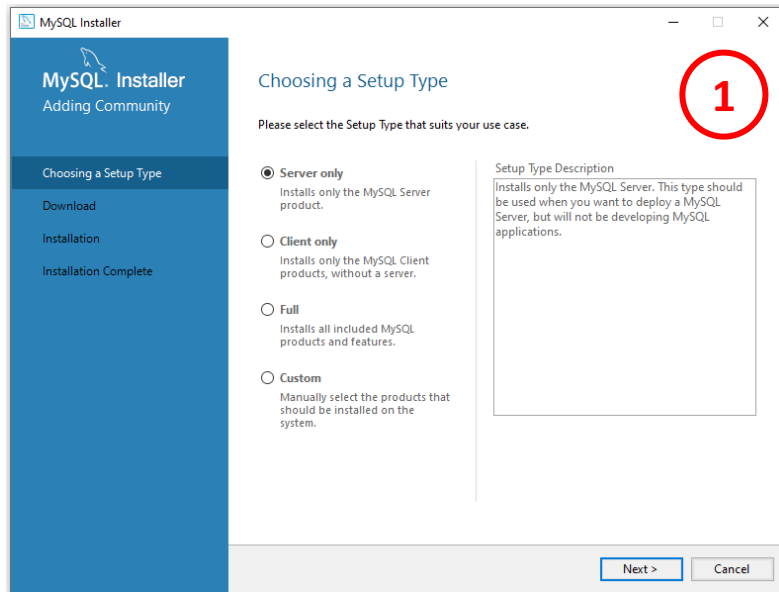 MySQL Installer
MySQL. Installer
Adding Community
Choosing a Setup Type
Download
Installation
Installation Complete
Choosing a Setup Type
1
Please select the Setup Type that suits your use case.
Server only
Installs only the MySQL Server
product.
Client only
Installs only the MySQL Client
products, without a server.
Full
Installs all included MySQL
products and features.
Custom
Manually select the products that
should be installed on the
system.
Setup Type Description
Installs only the MySQL Server. This type should
be used when you want to deploy a MySQL
Server, but will not be developing MySQL
applications.
Next >
Cancel